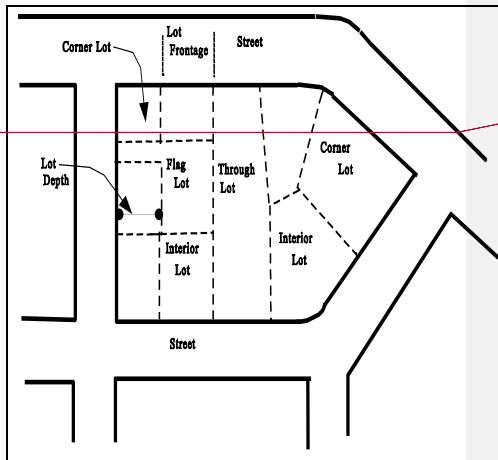 Lot
Frontage
Street
Corner Lot
Lot
Depth
Flag
Lot
Through
Lot
Corner
Lot
Interior
Lot
Interior
Lot
Street